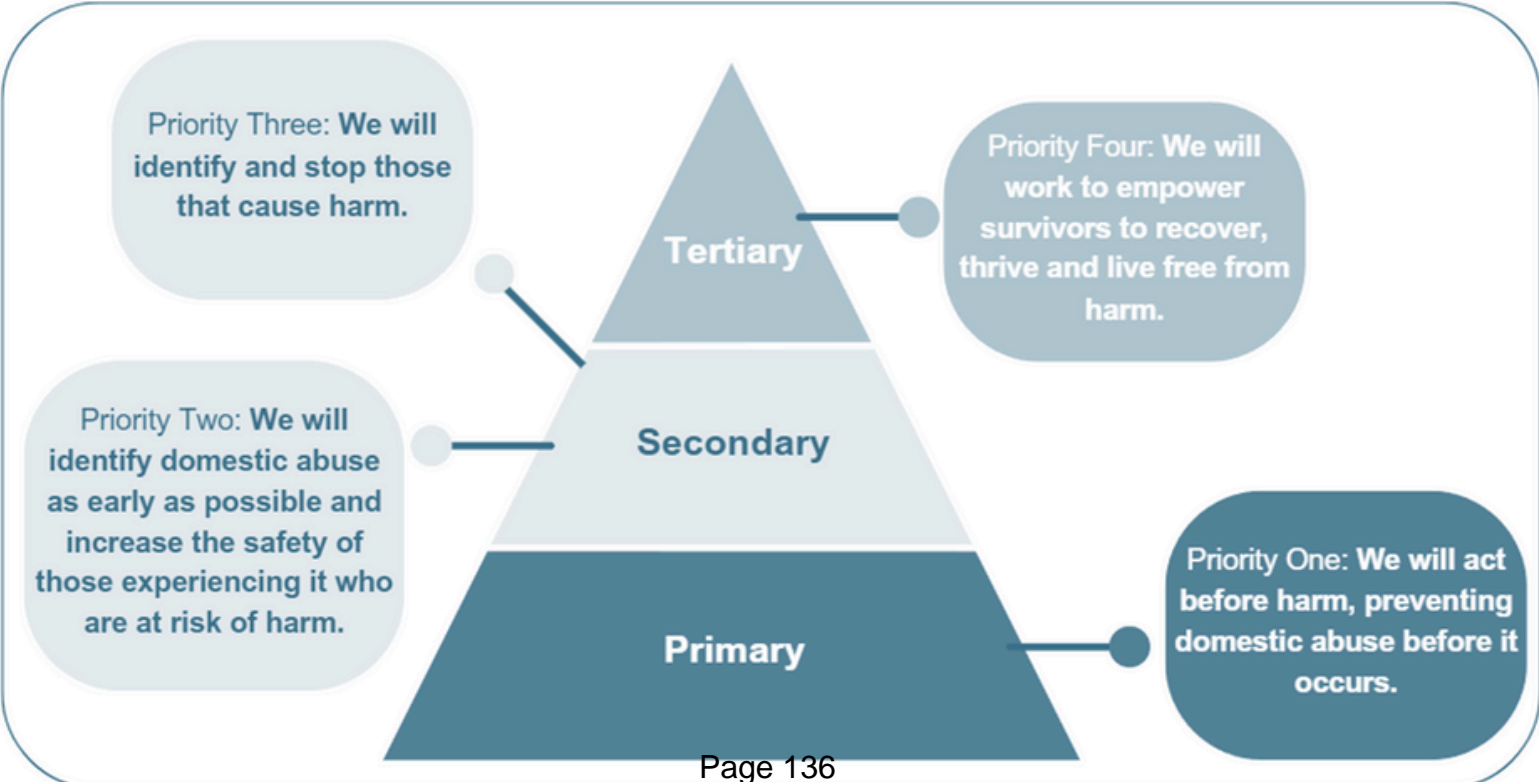 Priority Three: We will
identify and stop those
that cause harm.
Priority Four: We will
work to empower
survivors to recover,
thrive and live free from
harm.
Tertiary
Priority Two: We will
identify domestic abuse
as early as possible and
increase the safety of
those experiencing it who
are at risk of harm.
Secondary
Priority One: We will act
before harm, preventing
domestic abuse before it
occurs.
Primary
Page 136